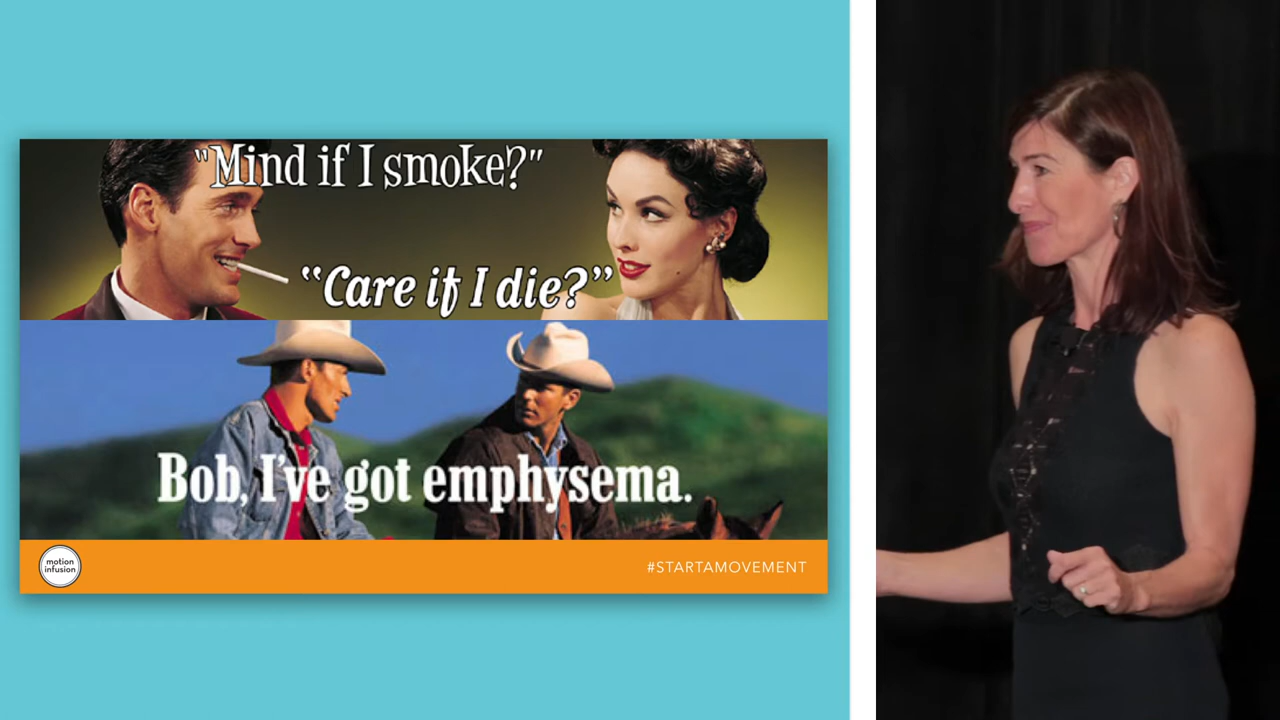 "Mind if I smoke?"
“Care if I die?”
Bob, I've got emphysema.
motion
infusion
#STARTAMOVEMENT